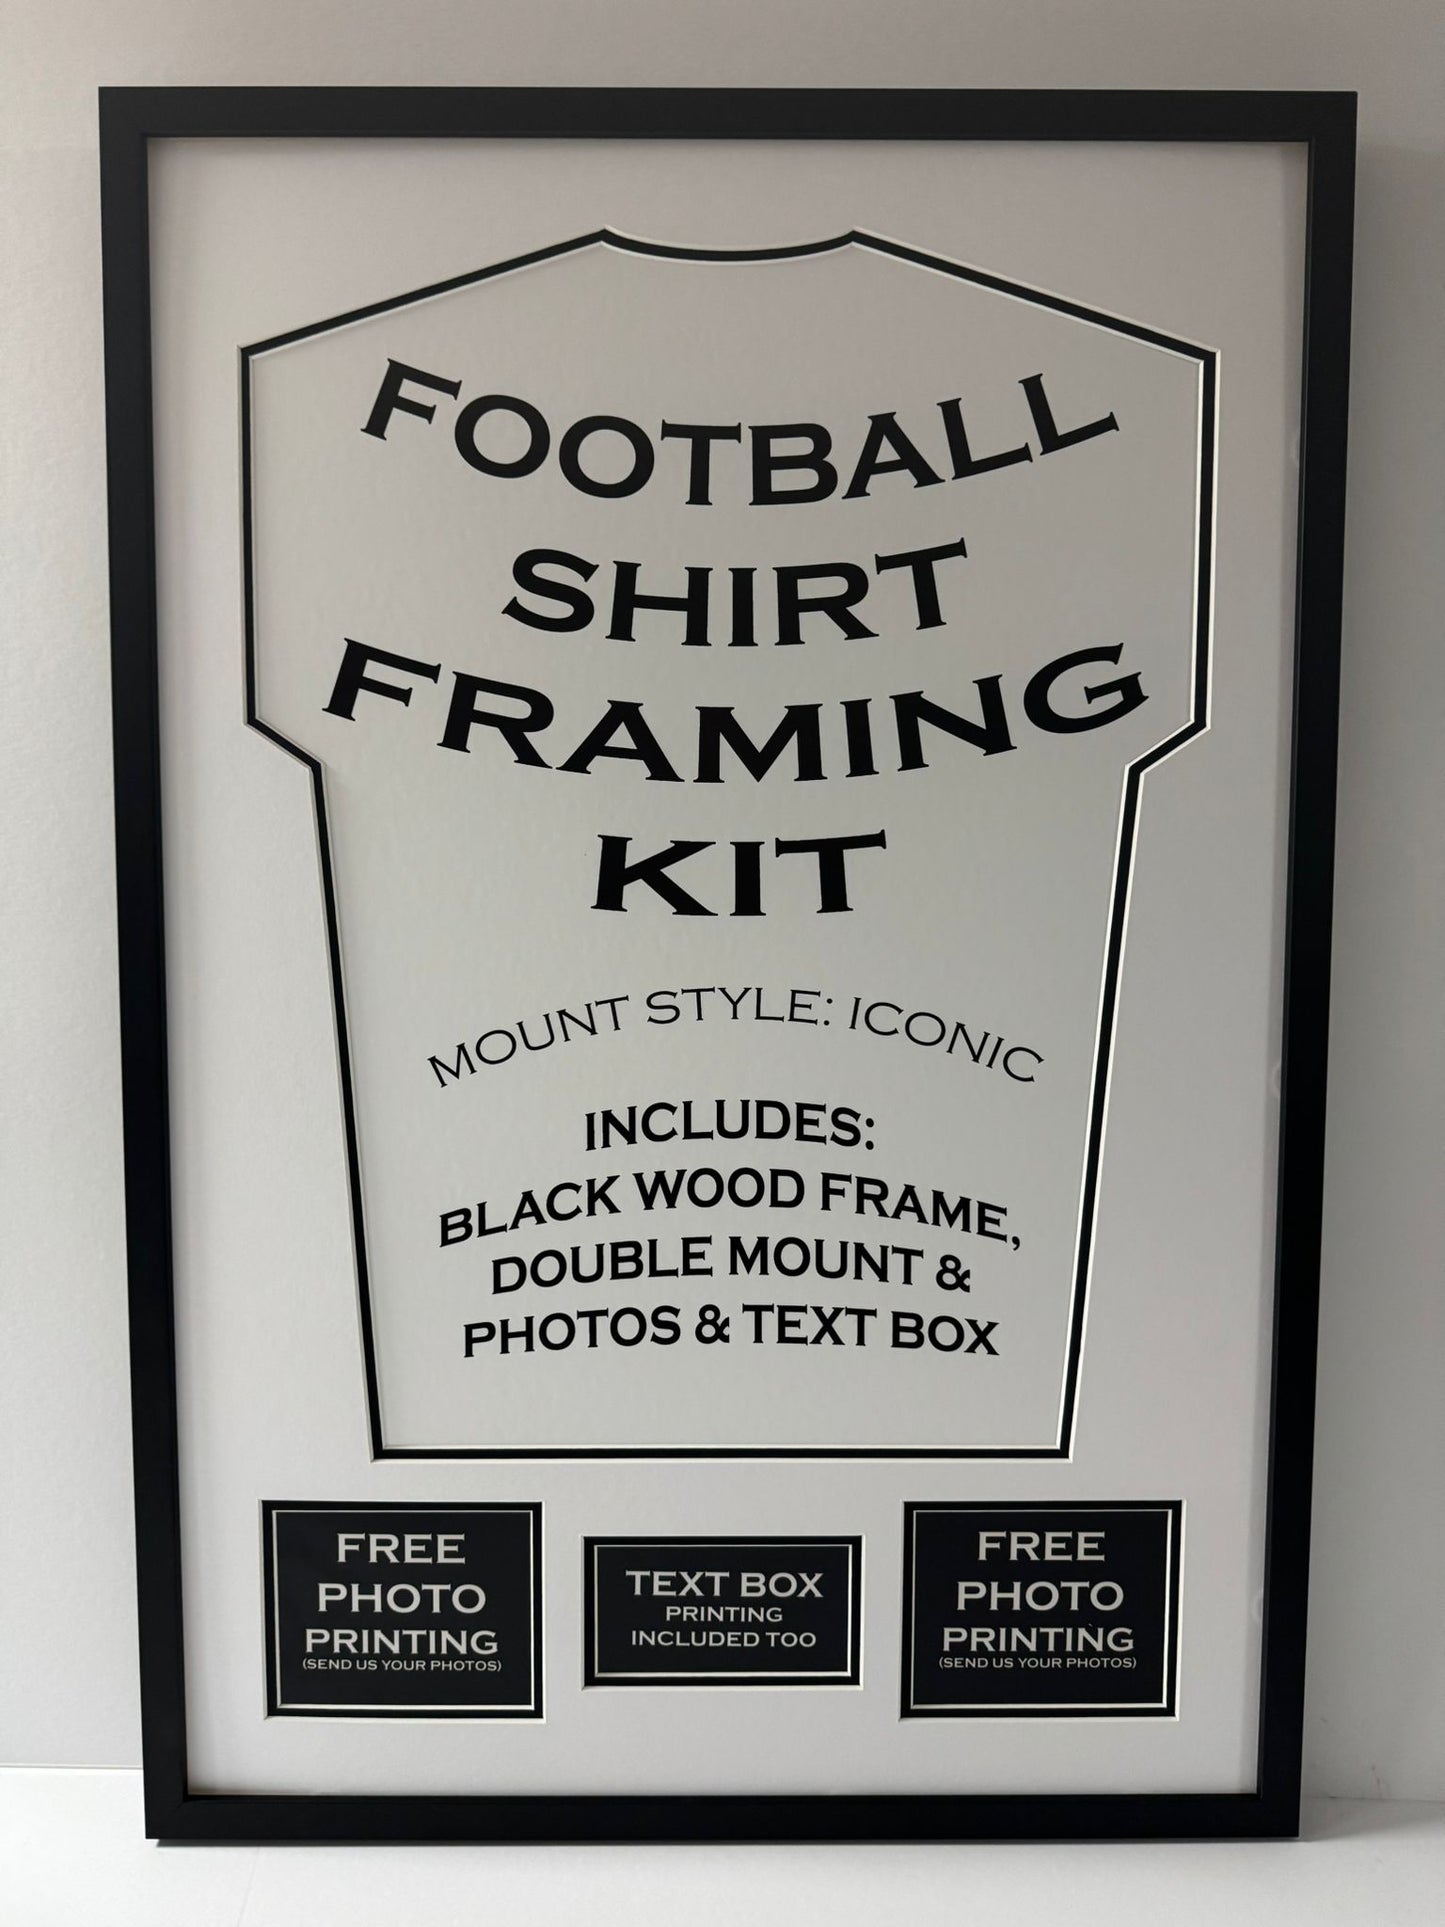 FOOTBALL
SHIRT
FRAMING
KIT
MOUNT STYLE: ICONIC
INCLUDES:
BLACK WOOD FRAME,
DOUBLE MOUNT &
PHOTOS & TEXT BOX
FREE
PHOTO
PRINTING
(SEND US YOUR PHOTOS)
TEXT BOX
PRINTING
INCLUDED TOO
FREE
PHOTO
PRINTING
(SEND US YOUR PHOTOS)